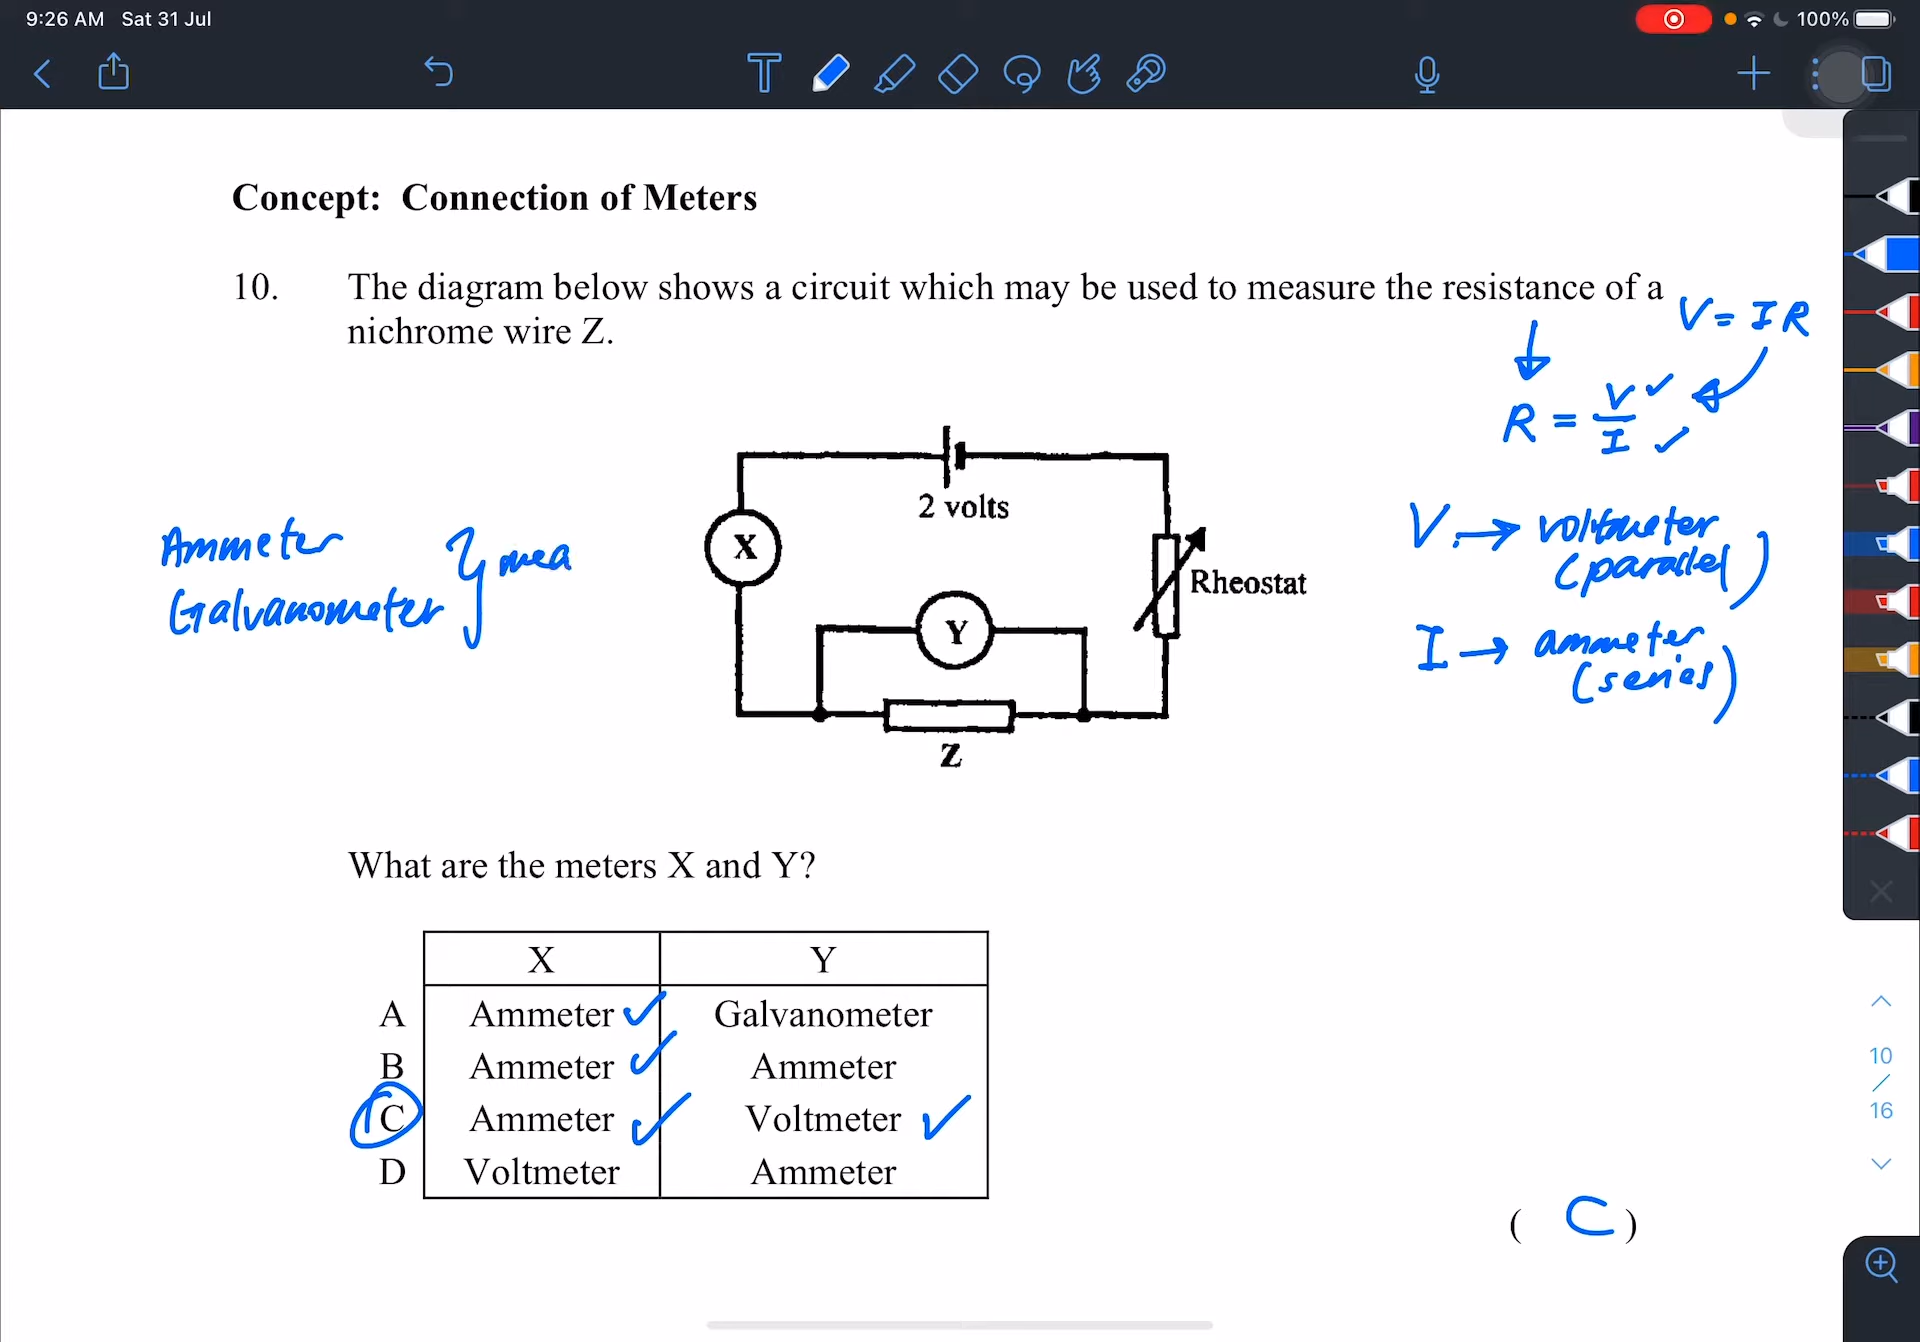 9:26 AM Sat 31 Jul
100%
Concept: Connection of Meters
10. The diagram below shows a circuit which may be used to measure the resistance of a
nichrome wire Z.
V = IR
R = V/I
2 volts
X
Rheostat
Y
Z
Ammeter
Galvanometer } mea
V → voltmeter
(parallel)
I → ammeter
(series)
What are the meters X and Y?
X Y
A Ammeter Galvanometer
B Ammeter Ammeter
C Ammeter Voltmeter
D Voltmeter Ammeter
( C )
10
/
16